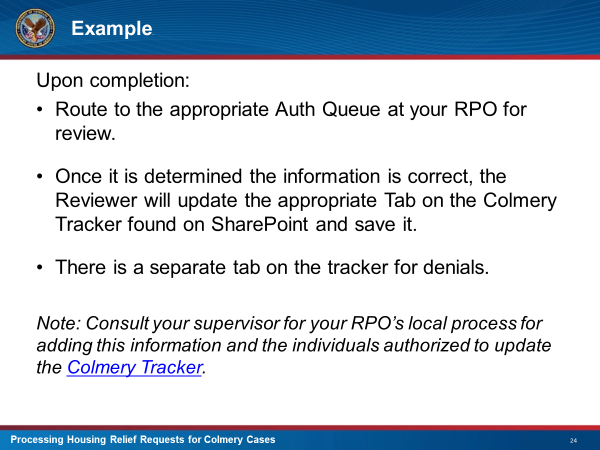 Example
Upon completion:
• Route to the appropriate Auth Queue at your RPO for
review.
• Once it is determined the information is correct, the
Reviewer will update the appropriate Tab on the Colmery
Tracker found on SharePoint and save it.
• There is a separate tab on the tracker for denials.
Note: Consult your supervisor for your RPO’s local process for
adding this information and the individuals authorized to update
the Colmery Tracker.
Processing Housing Relief Requests for Colmery Cases
24